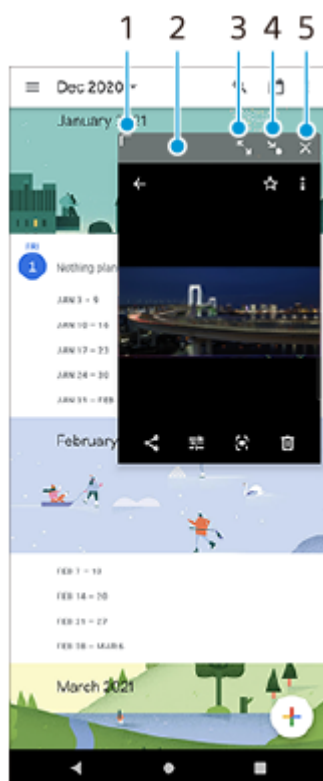 1 2 3 4 5
Dec 2020
January 2021
FRI
1 Nothing plan
JAN 3 – 9
JAN 10 – 16
JAN 17 – 23
JAN 24 – 30
JAN 31 – FEB
February
FEB 7 – 13
FEB 14 – 20
FEB 21 – 27
FEB 28 – MAR 6
March 2021